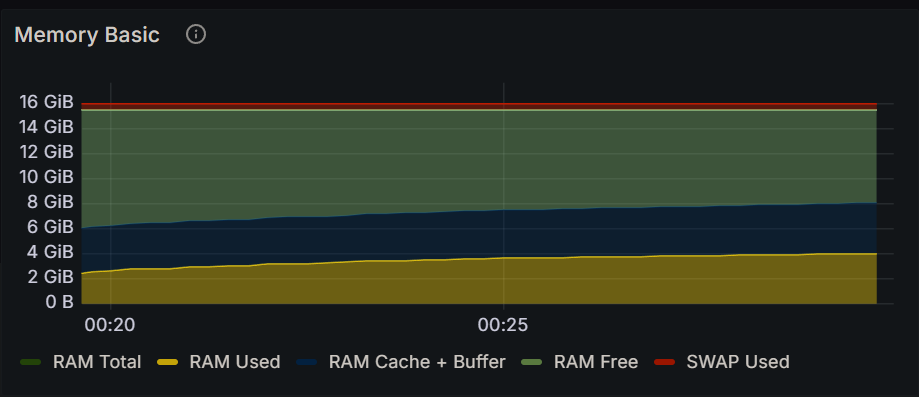 Memory Basic
16 GiB
14 GiB
12 GiB
10 GiB
8 GiB
6 GiB
4 GiB
2 GiB
0 B
00:20 00:25
RAM Total RAM Used RAM Cache + Buffer RAM Free SWAP Used